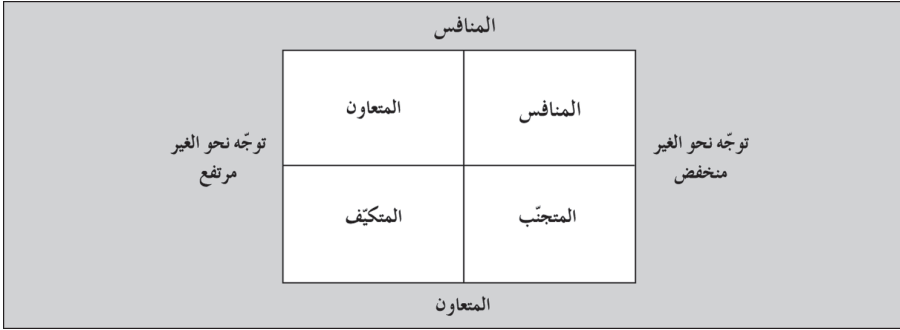 المنافس
المنافس
المتعاون
توجّه نحو الغير
منخفض
توجّه نحو الغير
مرتفع
المتجنّب
المتكيّف
المتعاون